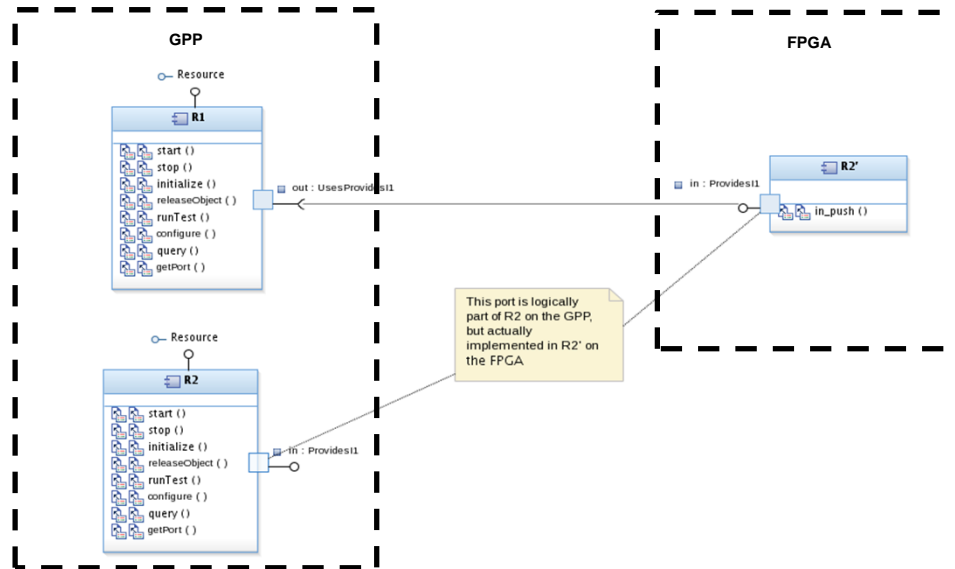 GPP
FPGA
Resource
R1
start ()
stop ()
initialize ()
releaseObject ( )
runTest ()
configure ( )
query ()
getPort ( )
out : UsesProvidesI1
in : ProvidesI1
R2'
in_push ()
This port is logically
part of R2 on the GPP,
but actually
implemented in R2' on
the FPGA
Resource
R2
start ()
stop ()
initialize ()
releaseObject ( )
runTest ()
configure ( )
query ()
getPort ( )
in : ProvidesI1